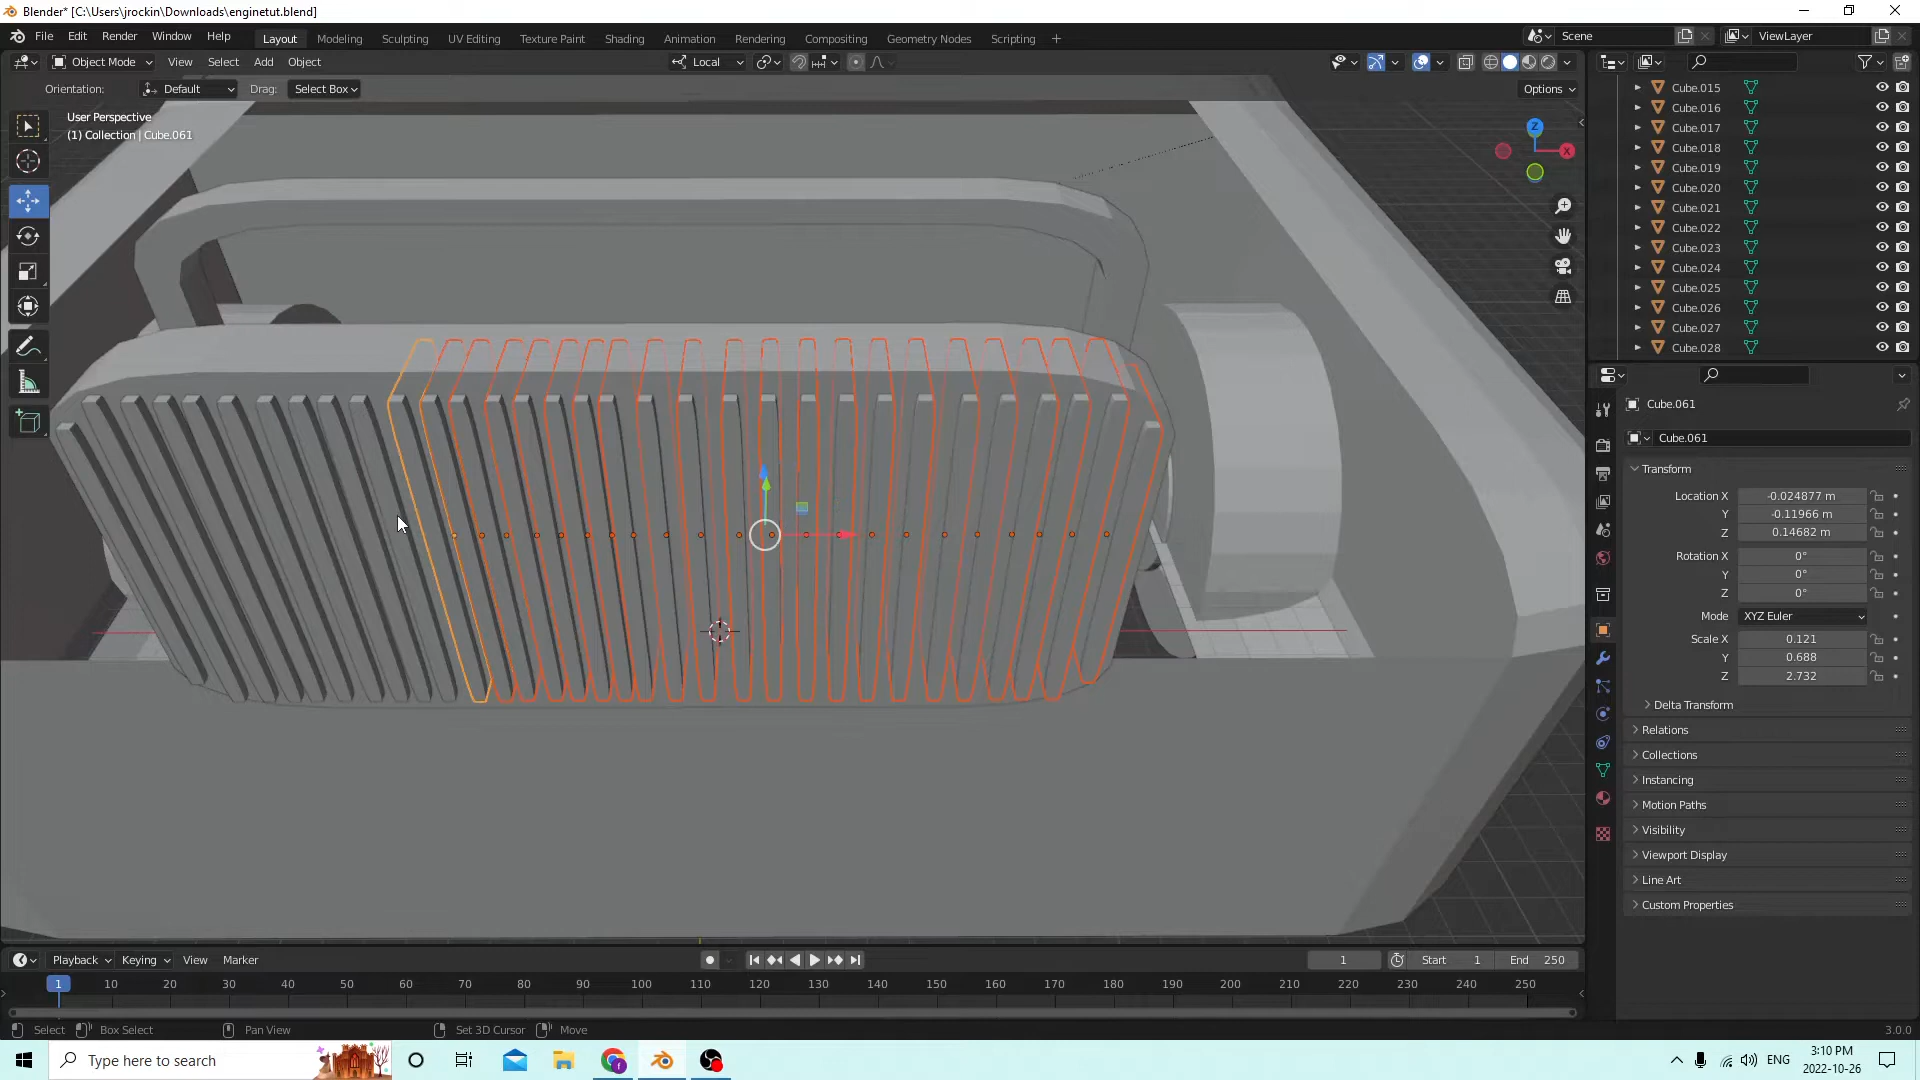 Blender* [C:\Users\jrockin\Downloads\enginetut.blend]
File Edit Render Window Help Layout Modeling Sculpting UV Editing Texture Paint Shading Animation Rendering Compositing Geometry Nodes Scripting + Scene ViewLayer
Object Mode View Select Add Object Local
Orientation: Default Drag: Select Box Options
User Perspective
(1) Collection | Cube.061
Z
X
Cube.015
Cube.016
Cube.017
Cube.018
Cube.019
Cube.020
Cube.021
Cube.022
Cube.023
Cube.024
Cube.025
Cube.026
Cube.027
Cube.028
Cube.061
Cube.061
Transform
Location X -0.024877 m
Y -0.11966 m
Z 0.14682 m
Rotation X 0°
Y 0°
Z 0°
Mode XYZ Euler
Scale X 0.121
Y 0.688
Z 2.732
Delta Transform
Relations
Collections
Instancing
Motion Paths
Visibility
Viewport Display
Line Art
Custom Properties
Playback Keying View Marker 1 Start 1 End 250
1 10 20 30 40 50 60 70 80 90 100 110 120 130 140 150 160 170 180 190 200 210 220 230 240 250
Select Box Select Pan View Set 3D Cursor Move 3.0.0
Type here to search ENG 3:10 PM
2022-10-26